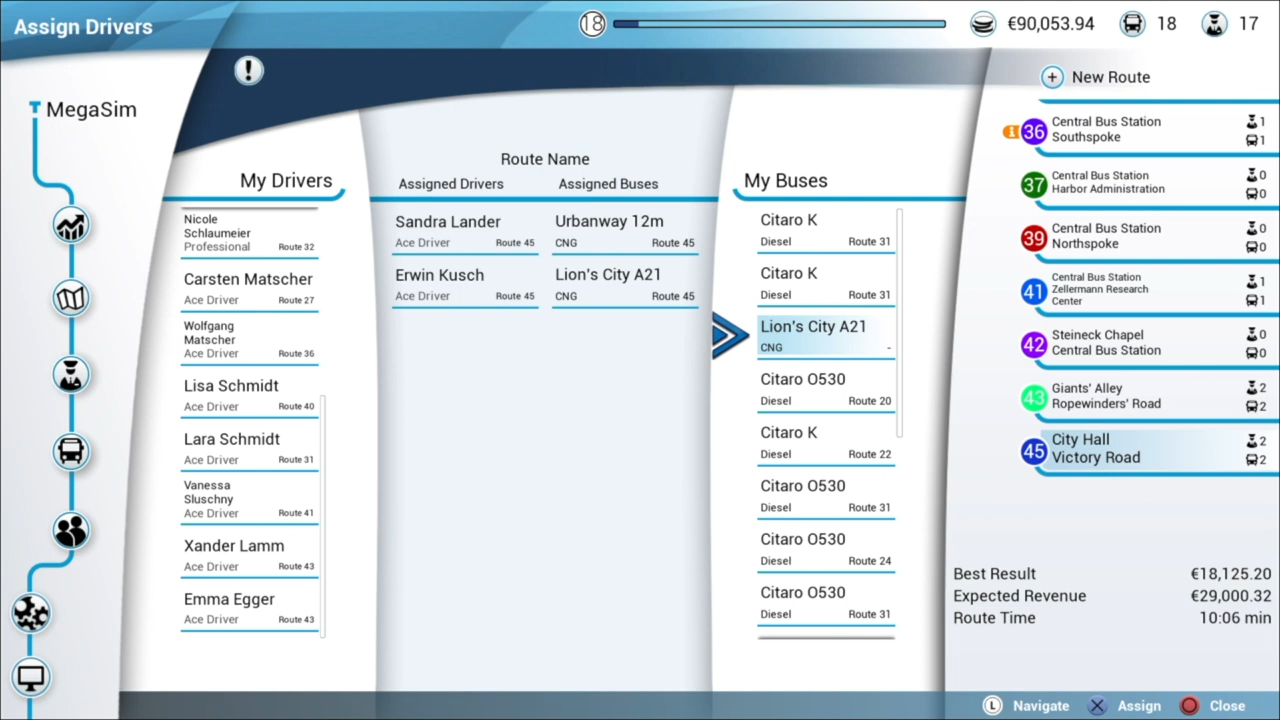 Assign Drivers
18
€90,053.94
18
17
!
MegaSim
My Drivers
Nicole
Schlaumeier
Professional Route 32
Carsten Matscher
Ace Driver Route 27
Wolfgang
Matscher
Ace Driver Route 36
Lisa Schmidt
Ace Driver Route 40
Lara Schmidt
Ace Driver Route 31
Vanessa
Sluschny
Ace Driver Route 41
Xander Lamm
Ace Driver Route 43
Emma Egger
Ace Driver Route 43
Route Name
Assigned Drivers Assigned Buses
Sandra Lander Urbanway 12m
Ace Driver Route 45 CNG Route 45
Erwin Kusch Lion's City A21
Ace Driver Route 45 CNG Route 45
My Buses
Citaro K
Diesel Route 31
Citaro K
Diesel Route 31
Lion's City A21
CNG -
Citaro O530
Diesel Route 20
Citaro K
Diesel Route 22
Citaro O530
Diesel Route 31
Citaro O530
Diesel Route 24
Citaro O530
Diesel Route 31
+ New Route
i 36 Central Bus Station 1
Southspoke 1
37 Central Bus Station 0
Harbor Administration 0
39 Central Bus Station 0
Northspoke 0
41 Central Bus Station 1
Zellermann Research 1
Center
42 Steineck Chapel 0
Central Bus Station 0
43 Giants' Alley 2
Ropewinders' Road 2
45 City Hall 2
Victory Road 2
Best Result €18,125.20
Expected Revenue €29,000.32
Route Time 10:06 min
L Navigate X Assign Close